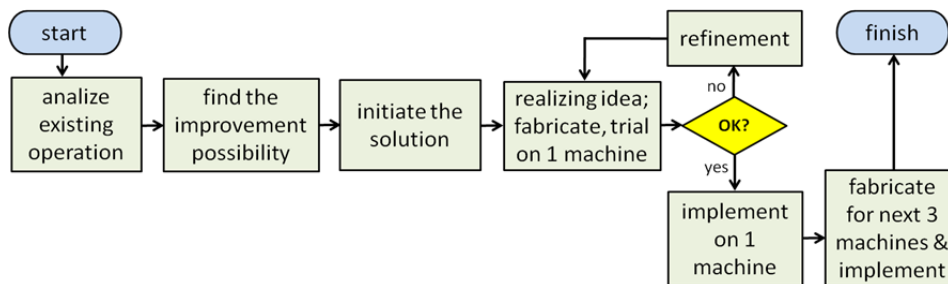 start
analize
existing
operation
find the
improvement
possibility
initiate the
solution
realizing idea;
fabricate, trial
on 1 machine
OK?
no
refinement
yes
implement
on 1
machine
fabricate
for next 3
machines &
implement
finish